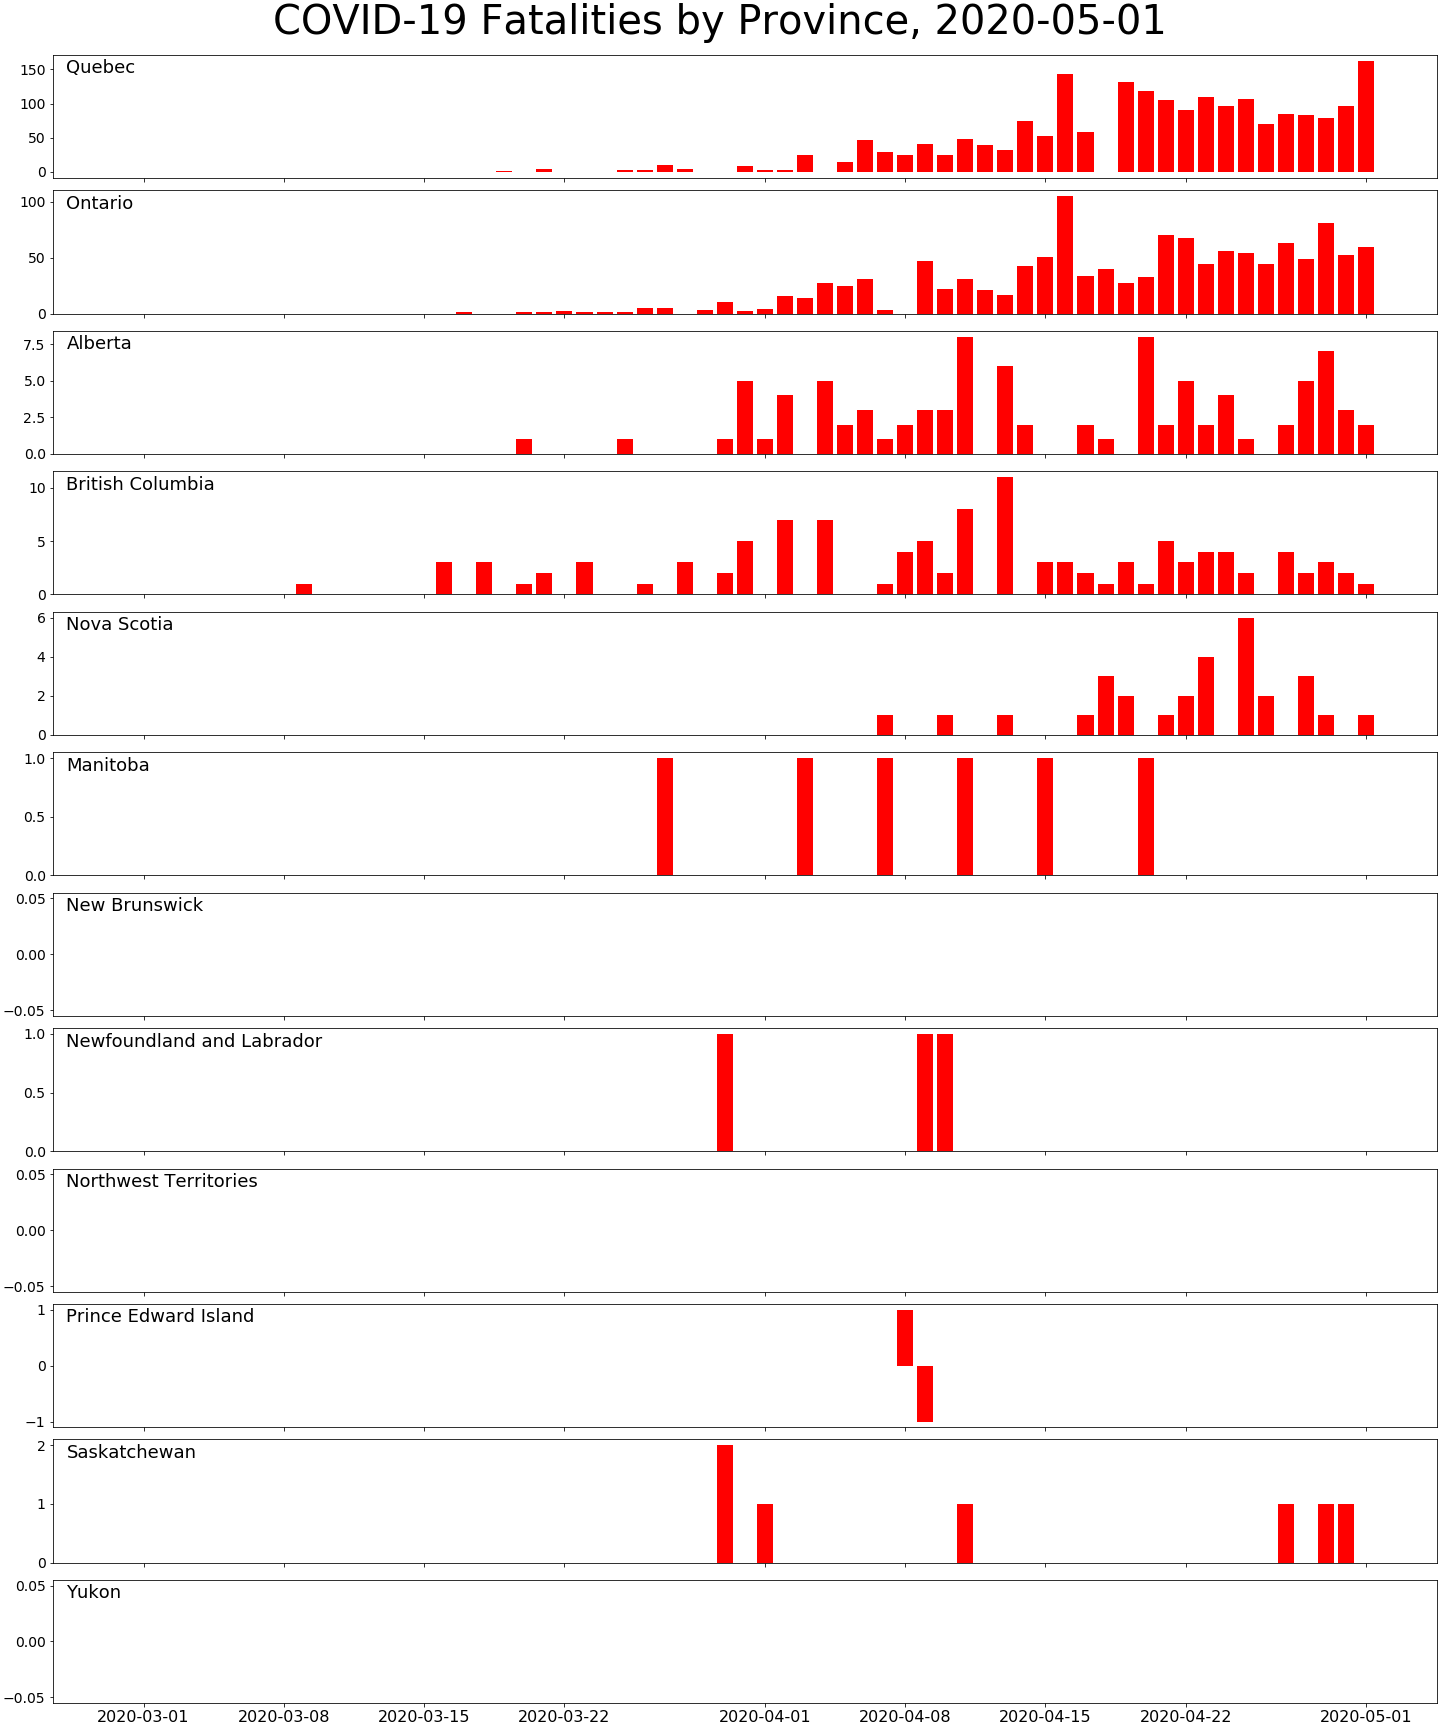 COVID-19 Fatalities by Province, 2020-05-01
Quebec
150
100
50
0
Ontario
100
50
0
Alberta
7.5
5.0
2.5
0.0
British Columbia
10
5
0
Nova Scotia
6
4
2
0
Manitoba
1.0
0.5
0.0
New Brunswick
0.05
0.00
−0.05
Newfoundland and Labrador
1.0
0.5
0.0
Northwest Territories
0.05
0.00
−0.05
Prince Edward Island
1
0
−1
Saskatchewan
2
1
0
Yukon
0.05
0.00
−0.05
2020-03-01 2020-03-08 2020-03-15 2020-03-22 2020-04-01 2020-04-08 2020-04-15 2020-04-22 2020-05-01